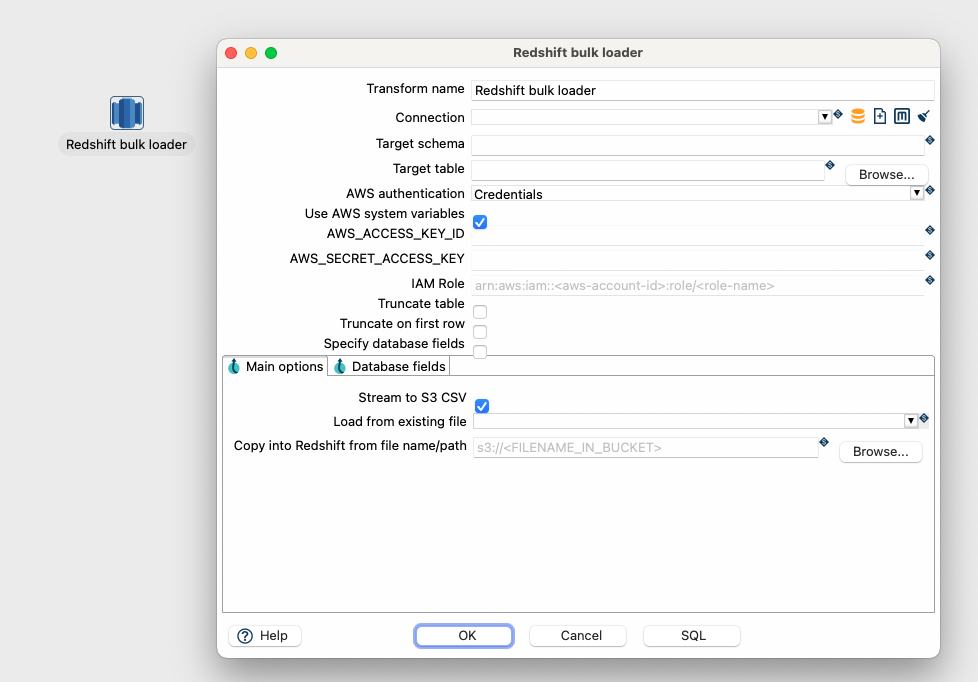 Redshift bulk loader
Redshift bulk loader
Transform name Redshift bulk loader
Connection
Target schema
Target table Browse...
AWS authentication Credentials
Use AWS system variables
AWS_ACCESS_KEY_ID
AWS_SECRET_ACCESS_KEY
IAM Role arn:aws:iam::<aws-account-id>:role/<role-name>
Truncate table
Truncate on first row
Specify database fields
Main options Database fields
Stream to S3 CSV
Load from existing file
Copy into Redshift from file name/path s3://<FILENAME_IN_BUCKET> Browse...
? Help OK Cancel SQL